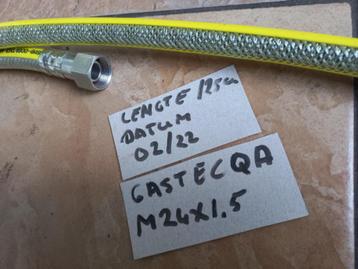 LENGTE 125cm
DATUM
02/22
GASTEC QA
M24X1.5